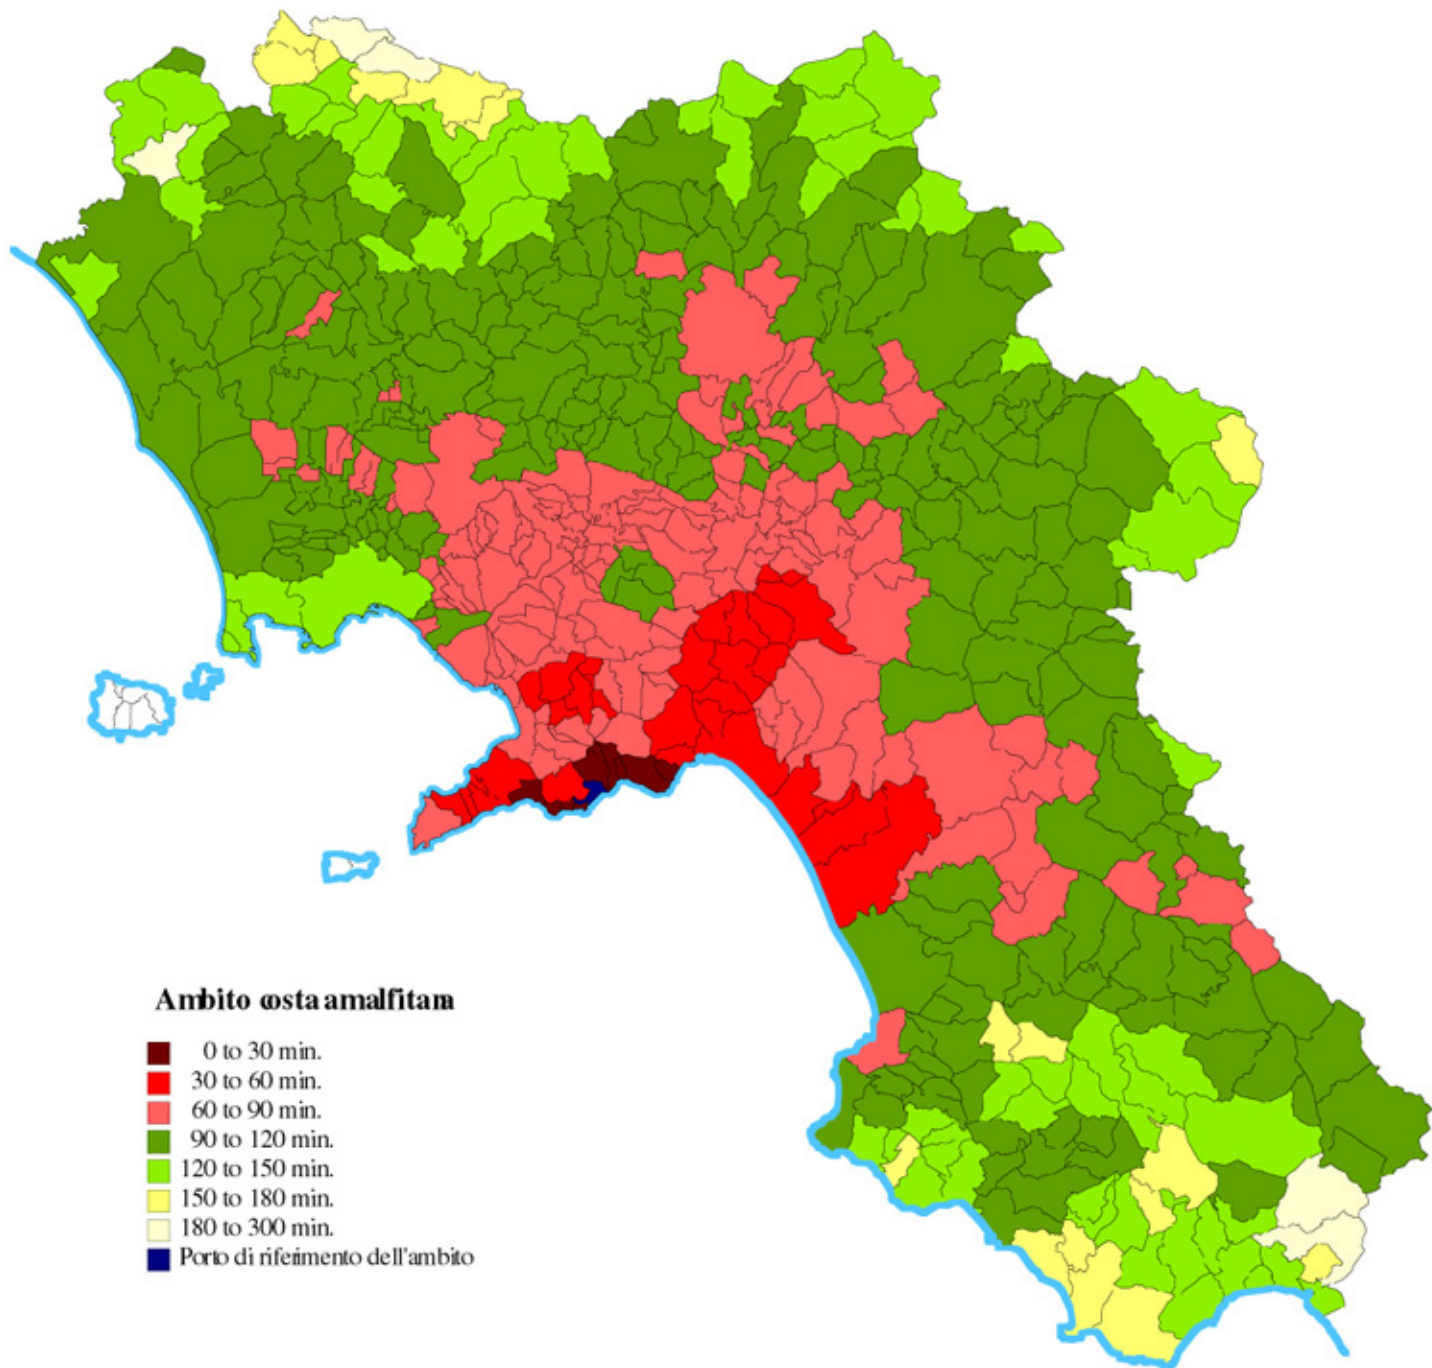 Ambito costa amalfitana
0 to 30 min.
30 to 60 min.
60 to 90 min.
90 to 120 min.
120 to 150 min.
150 to 180 min.
180 to 300 min.
Porto di riferimento dell'ambito